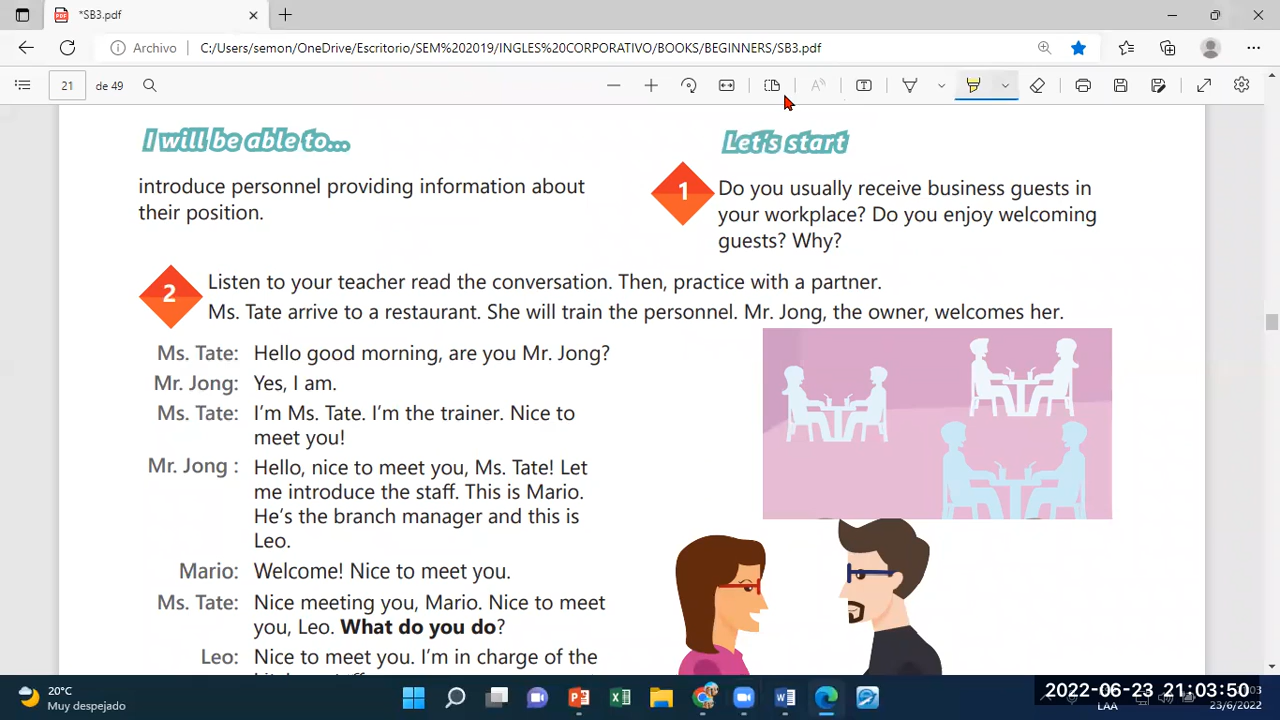 *SB3.pdf
Archivo
C:/Users/semon/OneDrive/Escritorio/SEM%202019/INGLES%20CORPORATIVO/BOOKS/BEGINNERS/SB3.pdf
21 de 49
I will be able to...
introduce personnel providing information about
their position.
Let's start
1
Do you usually receive business guests in
your workplace? Do you enjoy welcoming
guests? Why?
2
Listen to your teacher read the conversation. Then, practice with a partner.
Ms. Tate arrive to a restaurant. She will train the personnel. Mr. Jong, the owner, welcomes her.
Ms. Tate: Hello good morning, are you Mr. Jong?
Mr. Jong: Yes, I am.
Ms. Tate: I'm Ms. Tate. I'm the trainer. Nice to
meet you!
Mr. Jong : Hello, nice to meet you, Ms. Tate! Let
me introduce the staff. This is Mario.
He's the branch manager and this is
Leo.
Mario: Welcome! Nice to meet you.
Ms. Tate: Nice meeting you, Mario. Nice to meet
you, Leo. What do you do?
Leo: Nice to meet you. I'm in charge of the
20°C
Muy despejado
2022-06-23 21:03:50
LAA
23/6/2022